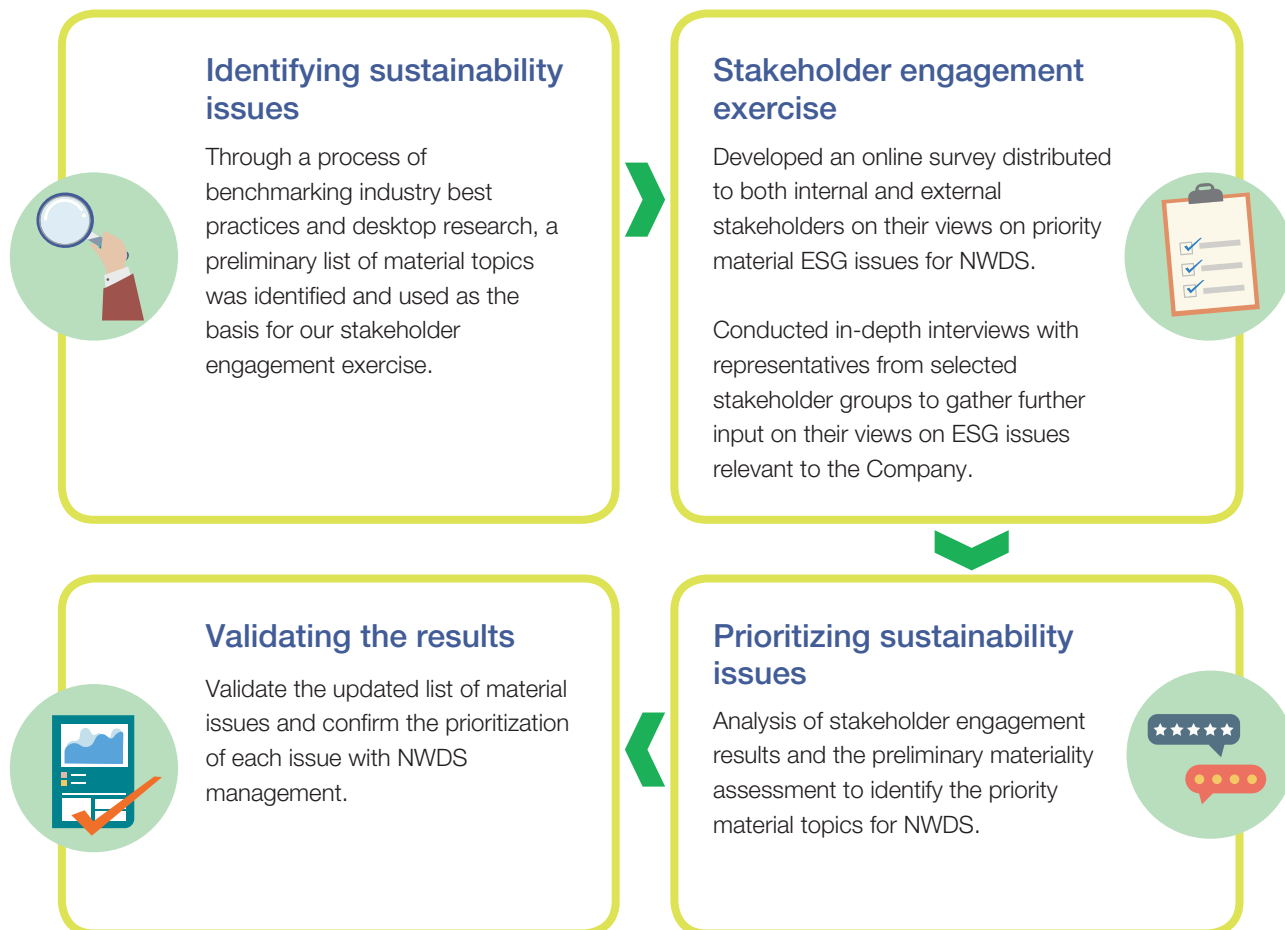 Identifying sustainability
issues
Through a process of
benchmarking industry best
practices and desktop research, a
preliminary list of material topics
was identified and used as the
basis for our stakeholder
engagement exercise.
Stakeholder engagement
exercise
Developed an online survey distributed
to both internal and external
stakeholders on their views on priority
material ESG issues for NWDS.
Conducted in-depth interviews with
representatives from selected
stakeholder groups to gather further
input on their views on ESG issues
relevant to the Company.
Prioritizing sustainability
issues
Analysis of stakeholder engagement
results and the preliminary materiality
assessment to identify the priority
material topics for NWDS.
Validating the results
Validate the updated list of material
issues and confirm the prioritization
of each issue with NWDS
management.